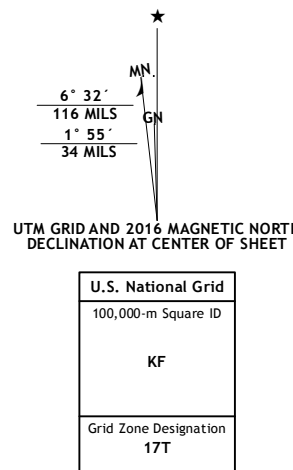 ★
MN.
GN
6° 32´
116 MILS
1° 55´
34 MILS
UTM GRID AND 2016 MAGNETIC NORTH
DECLINATION AT CENTER OF SHEET
U.S. National Grid
100,000-m Square ID
KF
Grid Zone Designation
17T